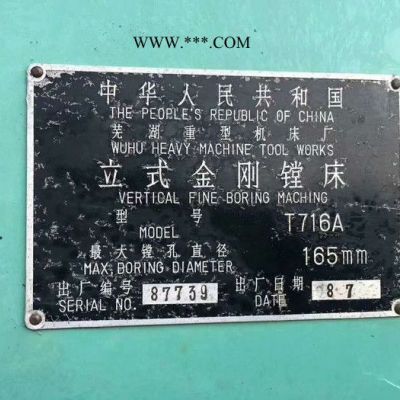 WWW.***.COM
中华人民共和国
THE PEOPLE'S REPUBLIC OF CHINA
芜湖重型机床厂
WUHU HEAVY MACHINE TOOL WORKS
立式金刚镗床
VERTICAL FINE BORING MACHING
型号
MODEL T716A
最大镗孔直径
MAX.BORING DIAMETER 165mm
出厂编号 87739 出厂日期 8 7
SERIAL NO. DATE